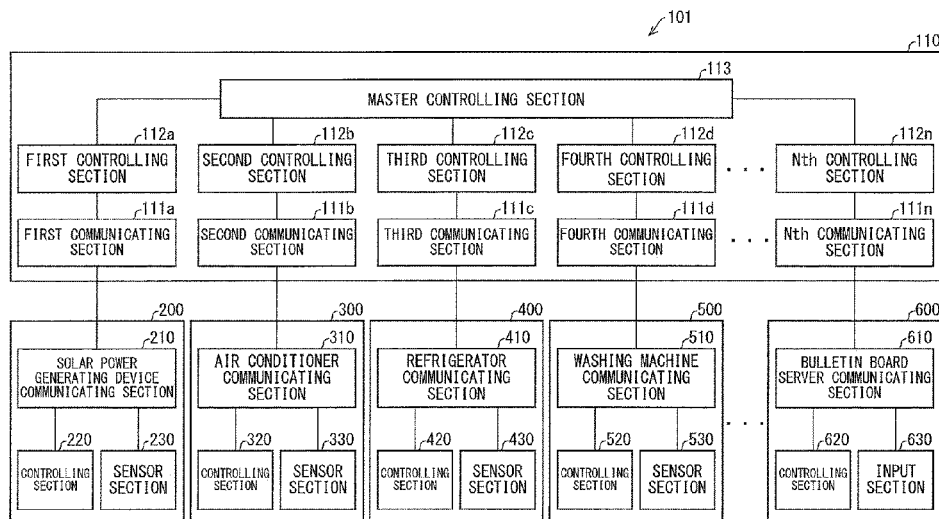 101
110
113
MASTER CONTROLLING SECTION
112a
112b
112c
112d
112n
FIRST CONTROLLING
SECTION
SECOND CONTROLLING
SECTION
THIRD CONTROLLING
SECTION
FOURTH CONTROLLING
SECTION
. . .
Nth CONTROLLING
SECTION
111a
111b
111c
111d
111n
FIRST COMMUNICATING
SECTION
SECOND COMMUNICATING
SECTION
THIRD COMMUNICATING
SECTION
FOURTH COMMUNICATING
SECTION
. . .
Nth COMMUNICATING
SECTION
200
300
400
500
600
210
310
410
510
610
SOLAR POWER
GENERATING DEVICE
COMMUNICATING SECTION
AIR CONDITIONER
COMMUNICATING
SECTION
REFRIGERATOR
COMMUNICATING
SECTION
WASHING MACHINE
COMMUNICATING
SECTION
BULLETIN BOARD
SERVER COMMUNICATING
SECTION
. . .
220
230
320
330
420
430
520
530
620
630
CONTROLLING
SECTION
SENSOR
SECTION
CONTROLLING
SECTION
SENSOR
SECTION
CONTROLLING
SECTION
SENSOR
SECTION
CONTROLLING
SECTION
SENSOR
SECTION
CONTROLLING
SECTION
INPUT
SECTION